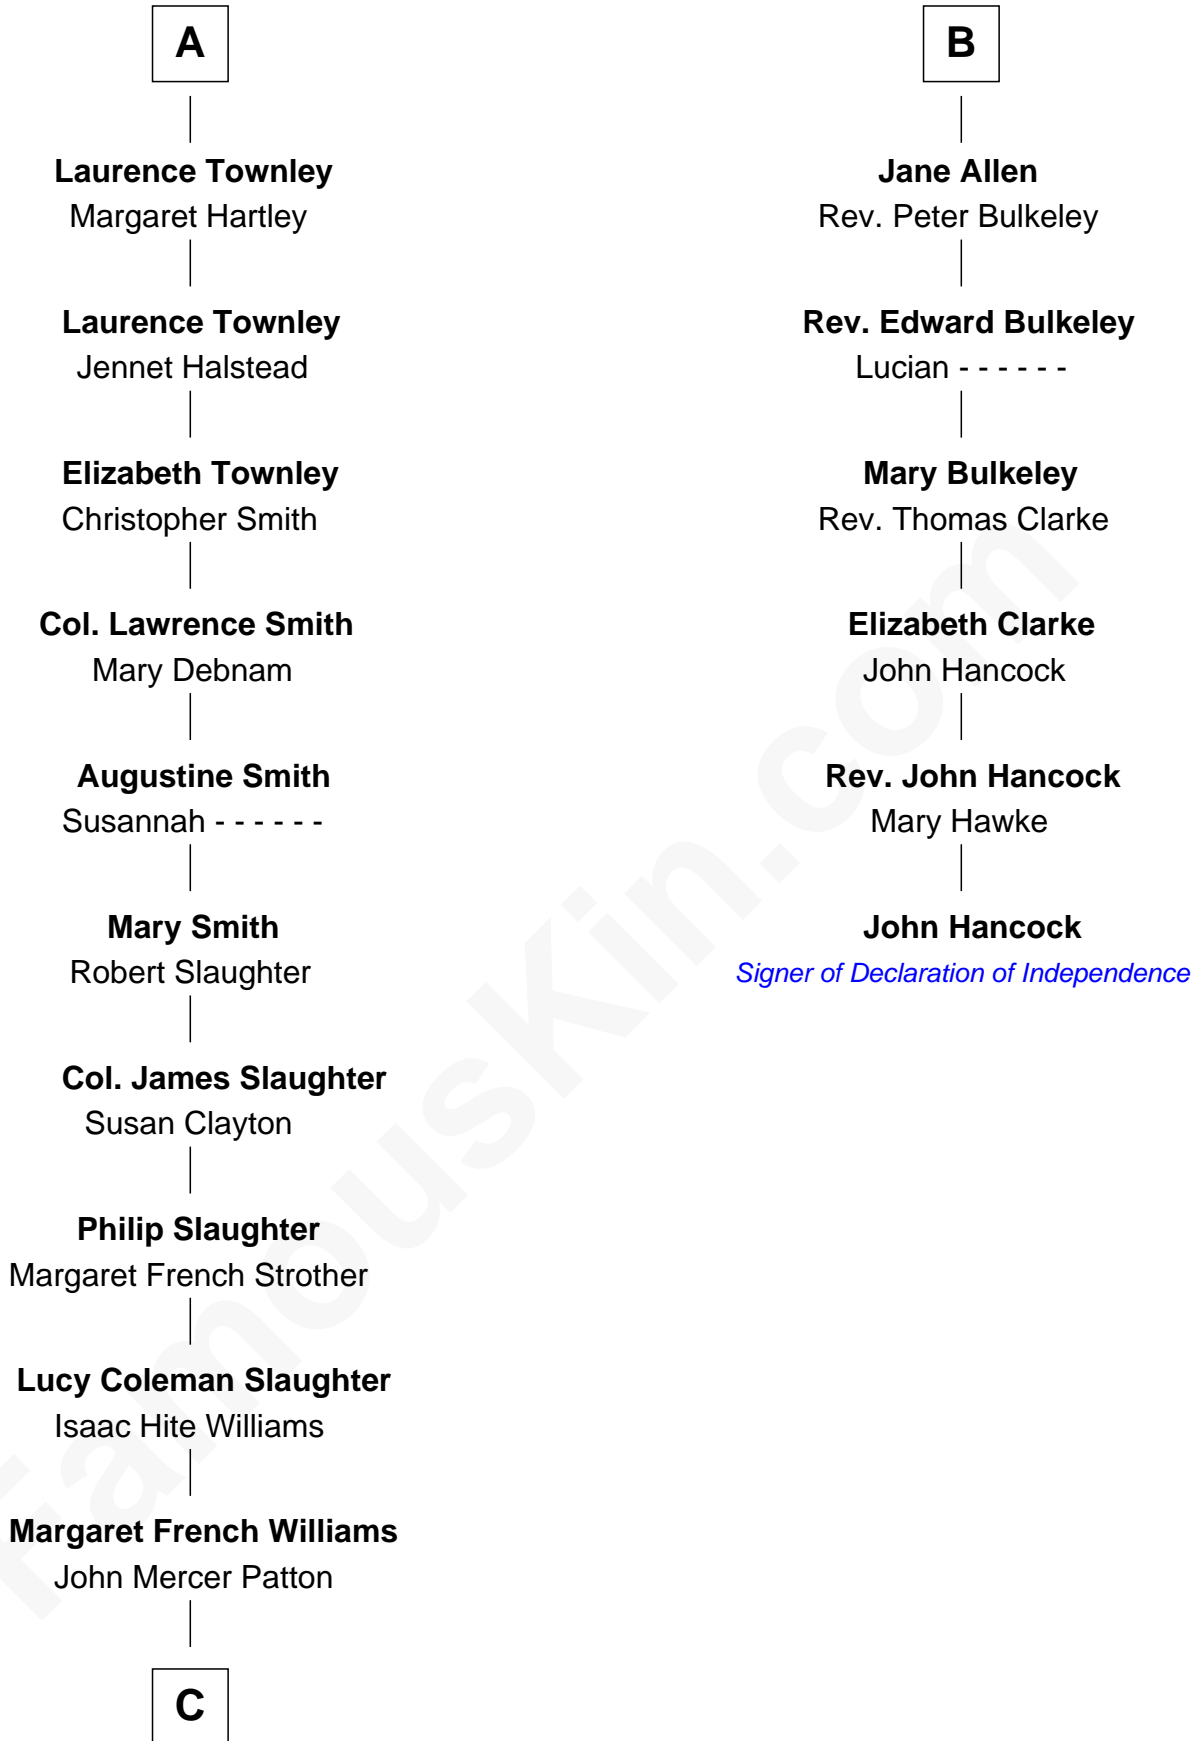 A
Laurence Townley
Margaret Hartley
Laurence Townley
Jennet Halstead
Elizabeth Townley
Christopher Smith
Col. Lawrence Smith
Mary Debnam
Augustine Smith
Susannah - - - - - -
Mary Smith
Robert Slaughter
Col. James Slaughter
Susan Clayton
Philip Slaughter
Margaret French Strother
Lucy Coleman Slaughter
Isaac Hite Williams
Margaret French Williams
John Mercer Patton
C
B
Jane Allen
Rev. Peter Bulkeley
Rev. Edward Bulkeley
Lucian - - - - - -
Mary Bulkeley
Rev. Thomas Clarke
Elizabeth Clarke
John Hancock
Rev. John Hancock
Mary Hawke
John Hancock
Signer of Declaration of Independence
FamousKin.com